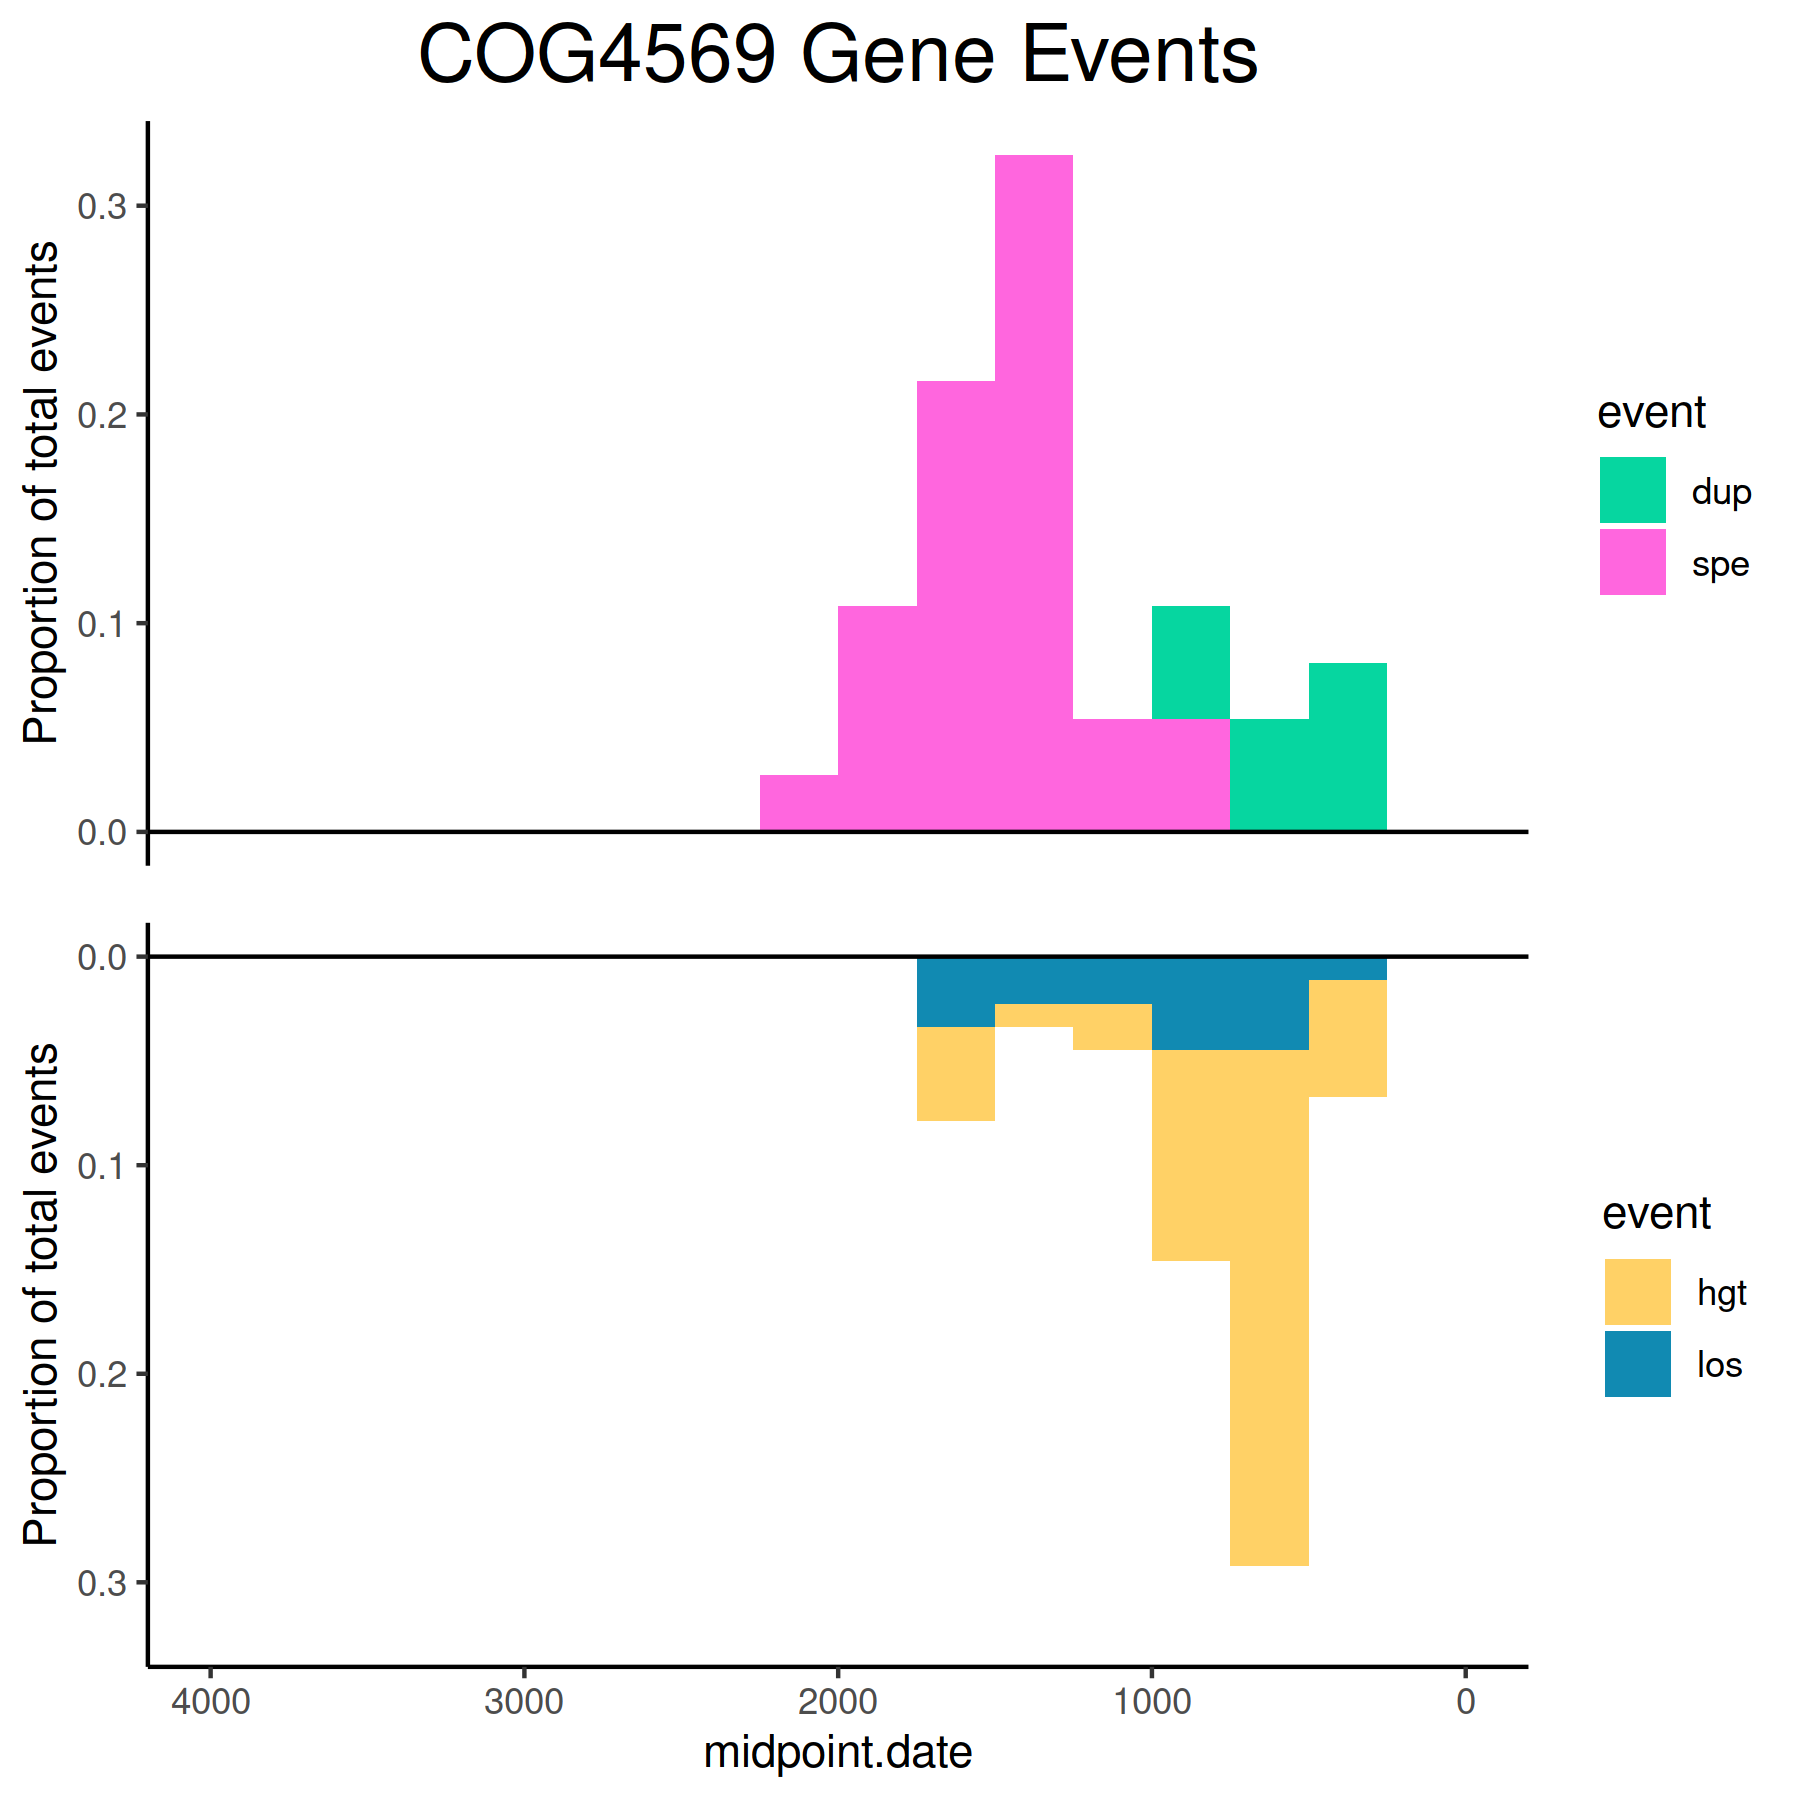 COG4569 Gene Events
Proportion of total events
0.3
0.2
0.1
0.0
event
dup
spe
Proportion of total events
0.0
0.1
0.2
0.3
event
hgt
los
4000 3000 2000 1000 0
midpoint.date